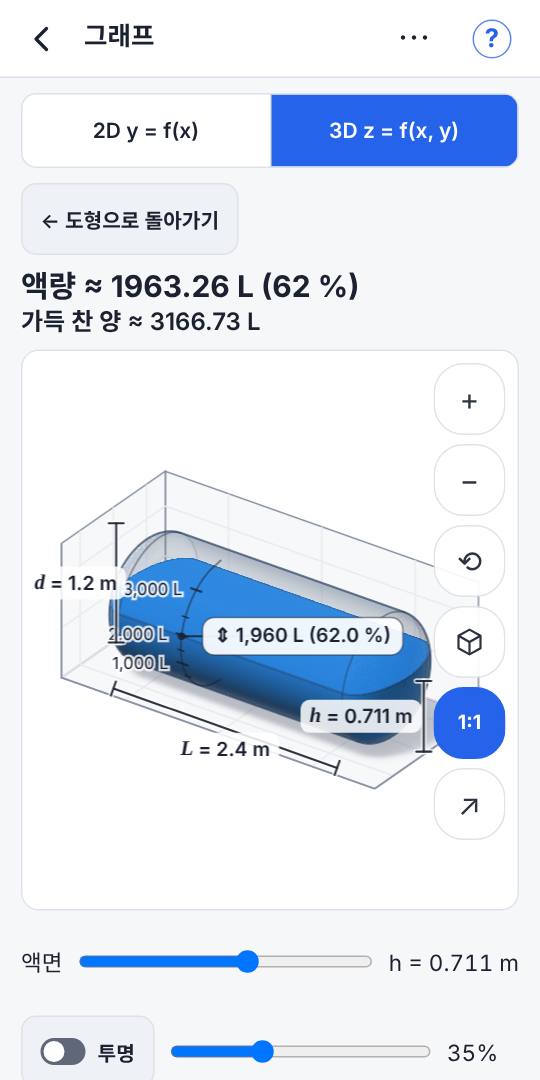 그래프
?
2D y = f(x)
3D z = f(x, y)
← 도형으로 돌아가기
액량 ≈ 1963.26 L (62 %)
가득 찬 양 ≈ 3166.73 L
+
−
d = 1.2 m
3,000 L
2,000 L
⇕ 1,960 L (62.0 %)
1,000 L
h = 0.711 m
1:1
L = 2.4 m
액면
h = 0.711 m
투명
35%